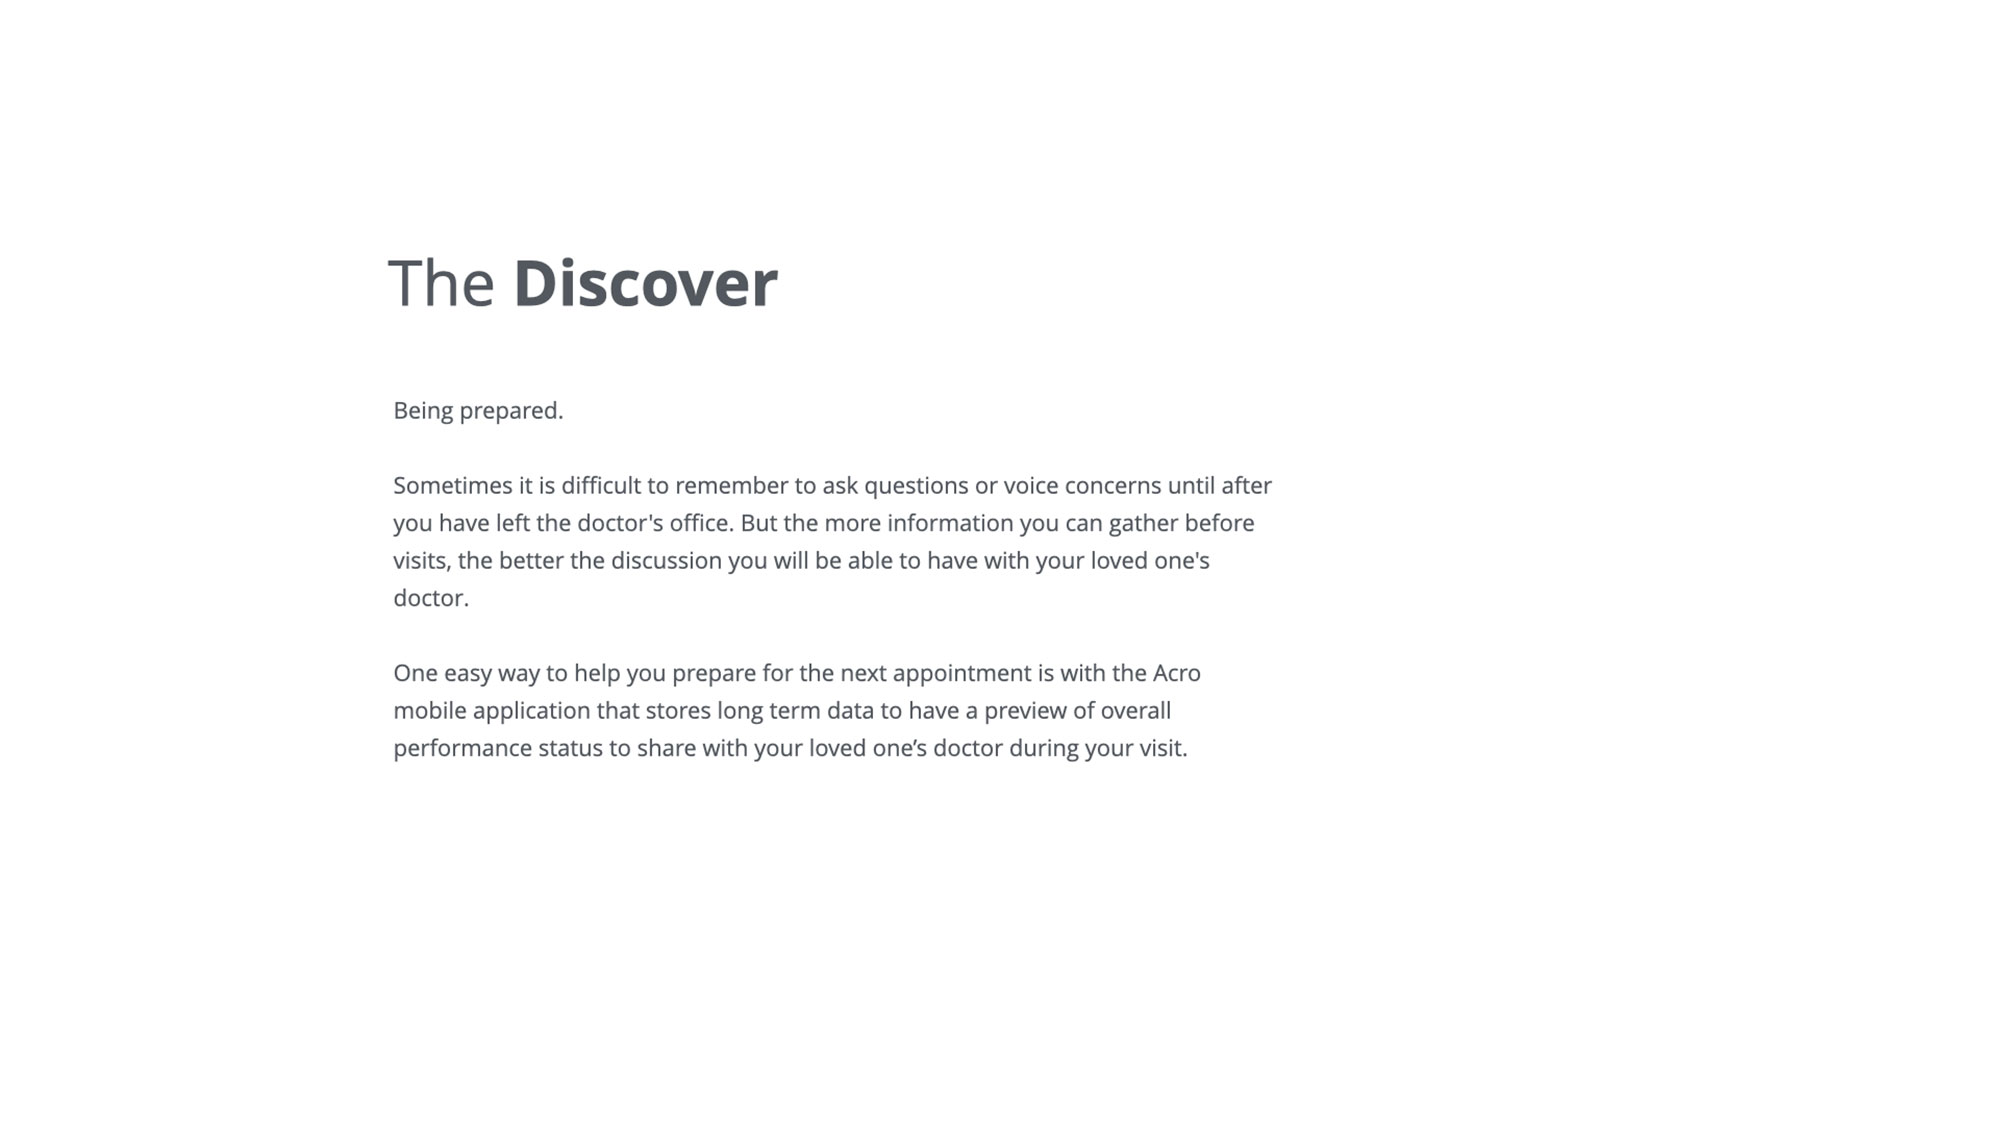 The Discover
Being prepared.
Sometimes it is difficult to remember to ask questions or voice concerns until after
you have left the doctor's office. But the more information you can gather before
visits, the better the discussion you will be able to have with your loved one's
doctor.
One easy way to help you prepare for the next appointment is with the Acro
mobile application that stores long term data to have a preview of overall
performance status to share with your loved one’s doctor during your visit.